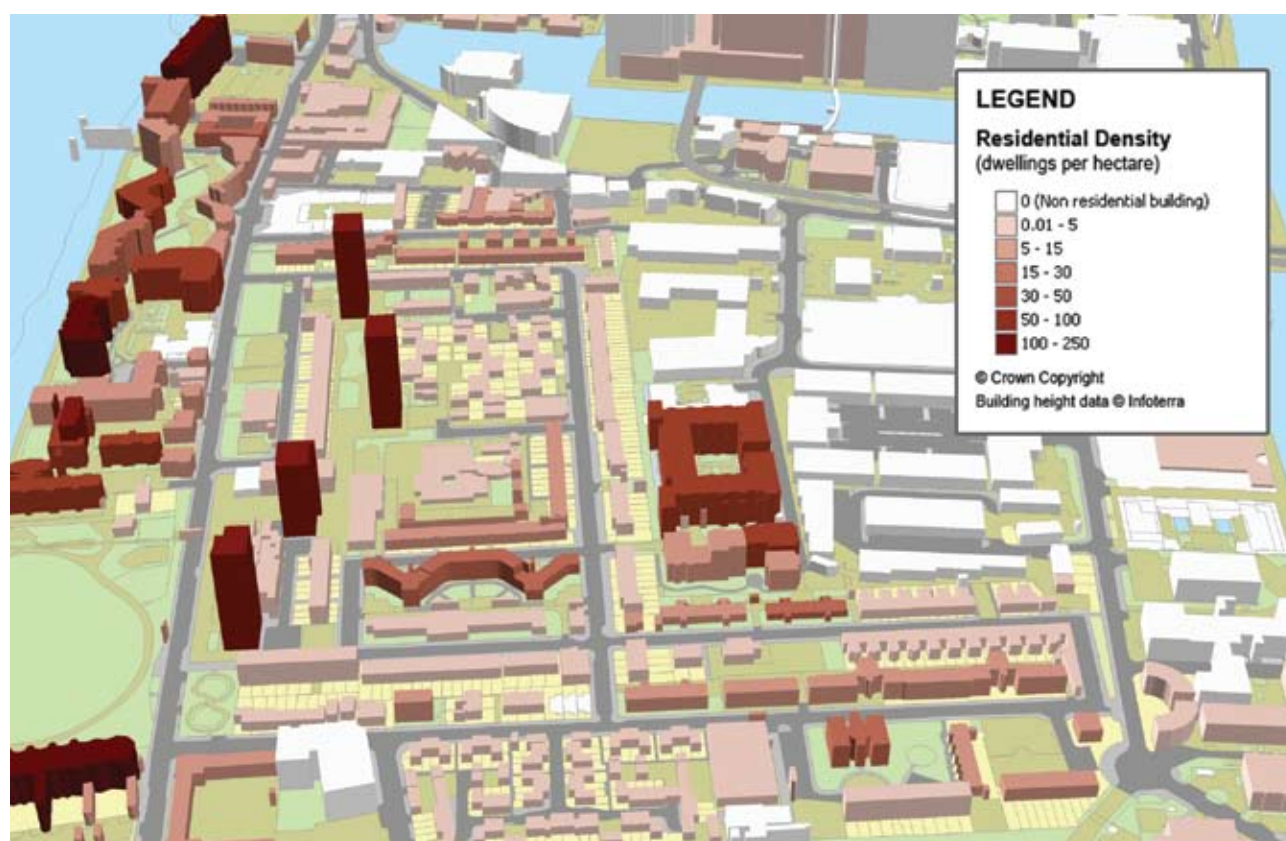 LEGEND
Residential Density
(dwellings per hectare)
0 (Non residential building)
0.01 - 5
5 - 15
15 - 30
30 - 50
50 - 100
100 - 250
© Crown Copyright
Building height data © Infoterra